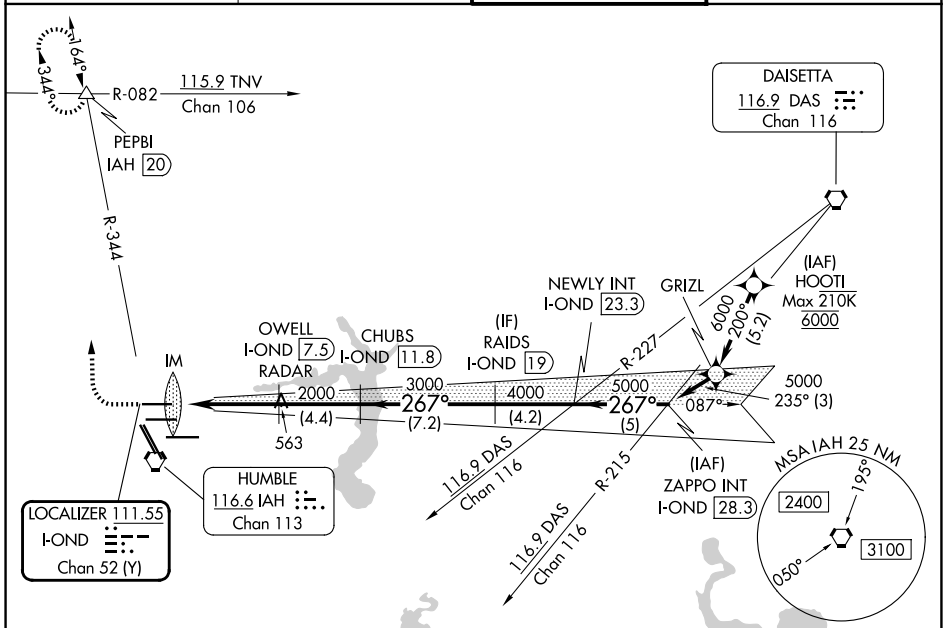 164°
344°
R-082
115.9 TNV
Chan 106
PEPBI
IAH 20
R-344
DAISETTA
116.9 DAS
Chan 116
(IAF)
HOOTI
Max 210K
6000
6000
200°
(5.2)
GRIZL
NEWLY INT
I-OND 23.3
(IF)
RAIDS
I-OND 19
CHUBS
I-OND 11.8
OWELL
I-OND 7.5
RADAR
IM
R-227
2000
3000
4000
5000
267°
267°
087°
(4.4)
(7.2)
(4.2)
(5)
5000
235° (3)
563
116.9 DAS
Chan 116
R-215
116.9 DAS
Chan 116
(IAF)
ZAPPO INT
I-OND 28.3
HUMBLE
116.6 IAH
Chan 113
LOCALIZER 111.55
I-OND
Chan 52 (Y)
MSA IAH 25 NM
195°
2400
3100
050°